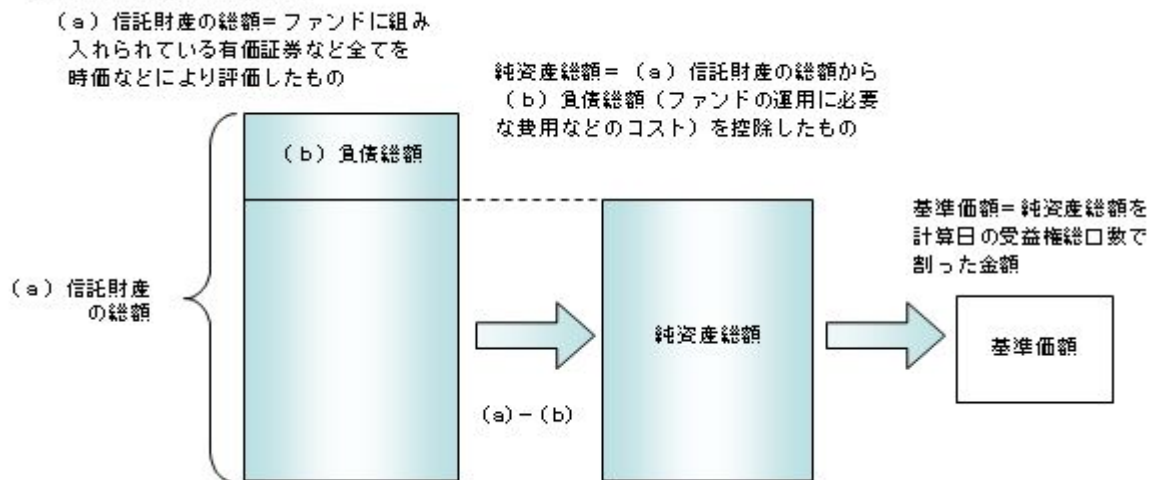 （a）信託財産の総額＝ファンドに組み
入れられている有価証券など全てを
時価などにより評価したもの
純資産総額＝（a）信託財産の総額から
（b）負債総額（ファンドの運用に必要
な費用などのコスト）を控除したもの
（b）負債総額
基準価額＝純資産総額を
計算日の受益権総口数で
割った金額
（a）信託財産
の総額
純資産総額
基準価額
（a）－（b）